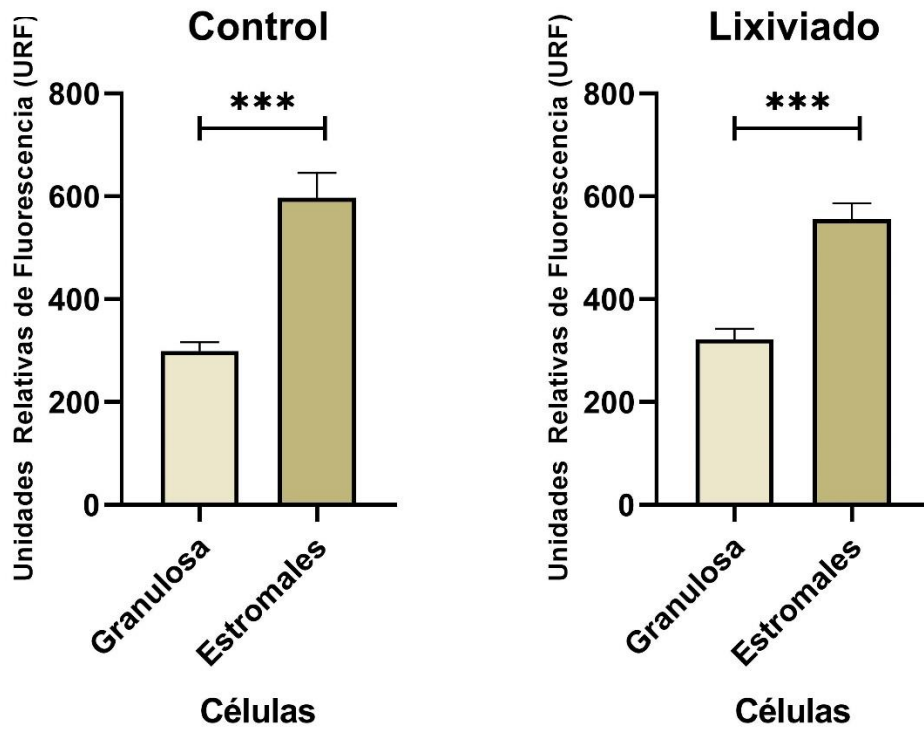 Control
Unidades Relativas de Fluorescencia (URF)
800
600
400
200
0
***
Granulosa
Estromales
Células
Lixiviado
Unidades Relativas de Fluorescencia (URF)
800
600
400
200
0
***
Granulosa
Estromales
Células